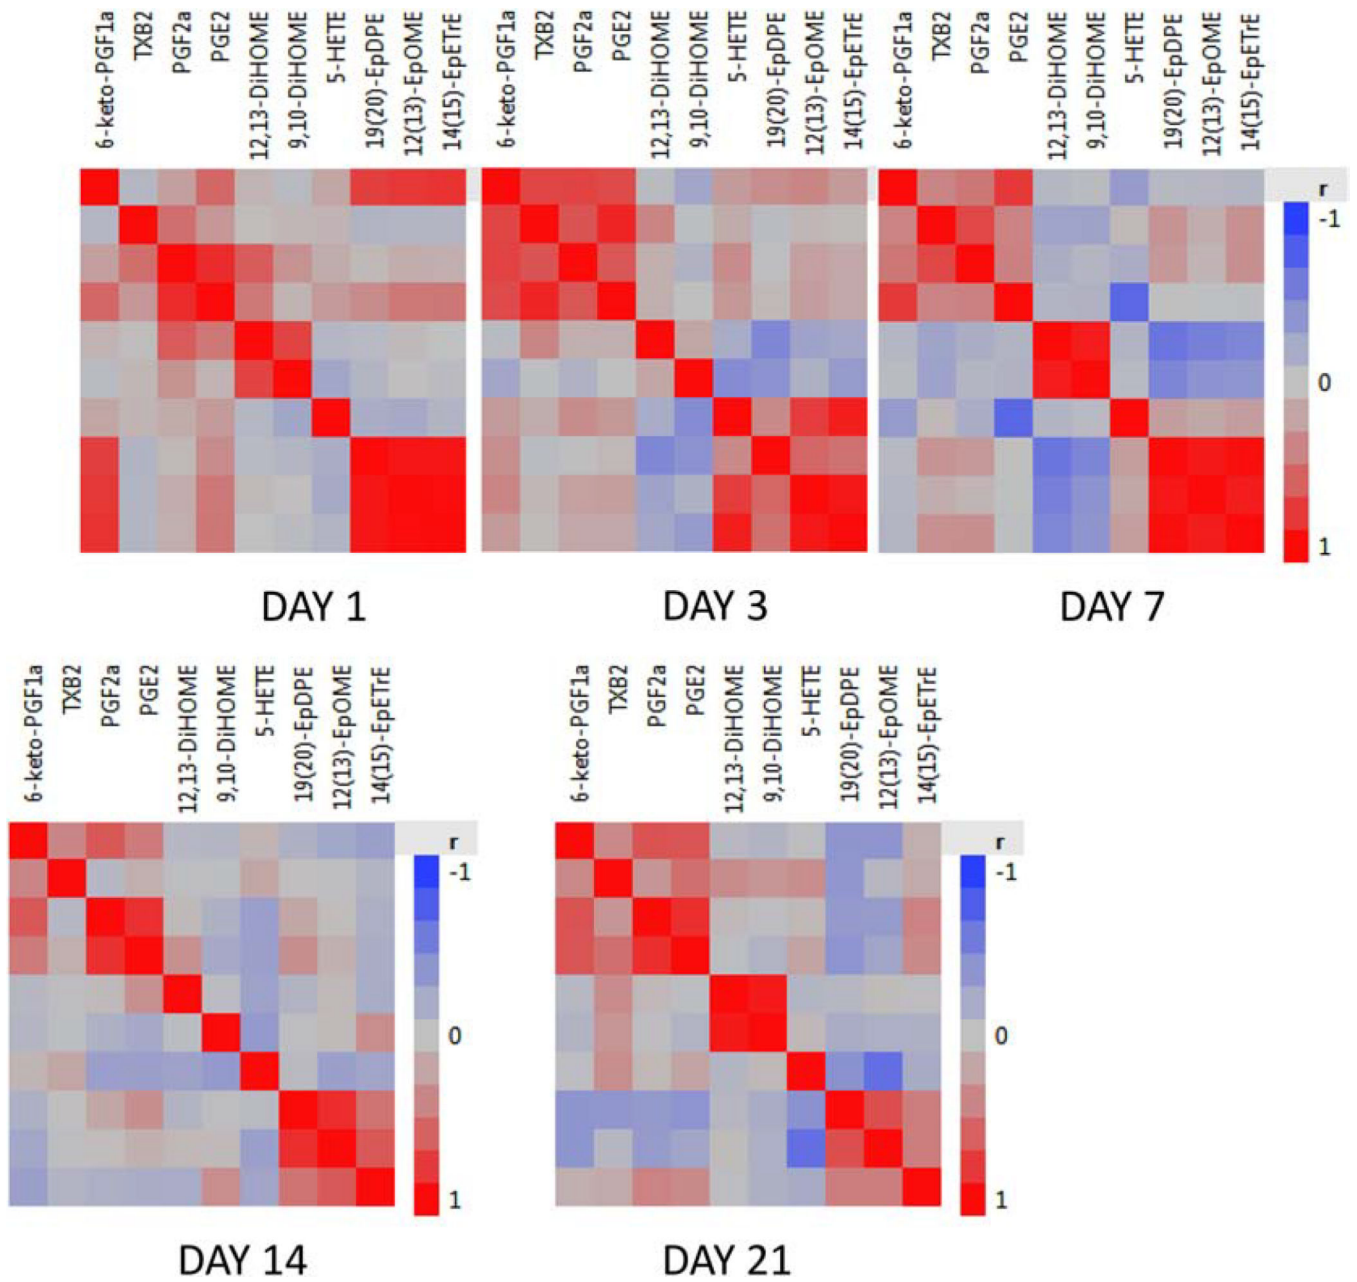 6-keto-PGF1a
TXB2
PGF2a
PGE2
12,13-DiHOME
9,10-DiHOME
5-HETE
19(20)-EpDPE
12(13)-EpOME
14(15)-EpETrE
6-keto-PGF1a
TXB2
PGF2a
PGE2
12,13-DiHOME
9,10-DiHOME
5-HETE
19(20)-EpDPE
12(13)-EpOME
14(15)-EpETrE
6-keto-PGF1a
TXB2
PGF2a
PGE2
12,13-DiHOME
9,10-DiHOME
5-HETE
19(20)-EpDPE
12(13)-EpOME
14(15)-EpETrE
r
-1
0
1
DAY 1
DAY 3
DAY 7
6-keto-PGF1a
TXB2
PGF2a
PGE2
12,13-DiHOME
9,10-DiHOME
5-HETE
19(20)-EpDPE
12(13)-EpOME
14(15)-EpETrE
r
-1
0
1
6-keto-PGF1a
TXB2
PGF2a
PGE2
12,13-DiHOME
9,10-DiHOME
5-HETE
19(20)-EpDPE
12(13)-EpOME
14(15)-EpETrE
r
-1
0
1
DAY 14
DAY 21